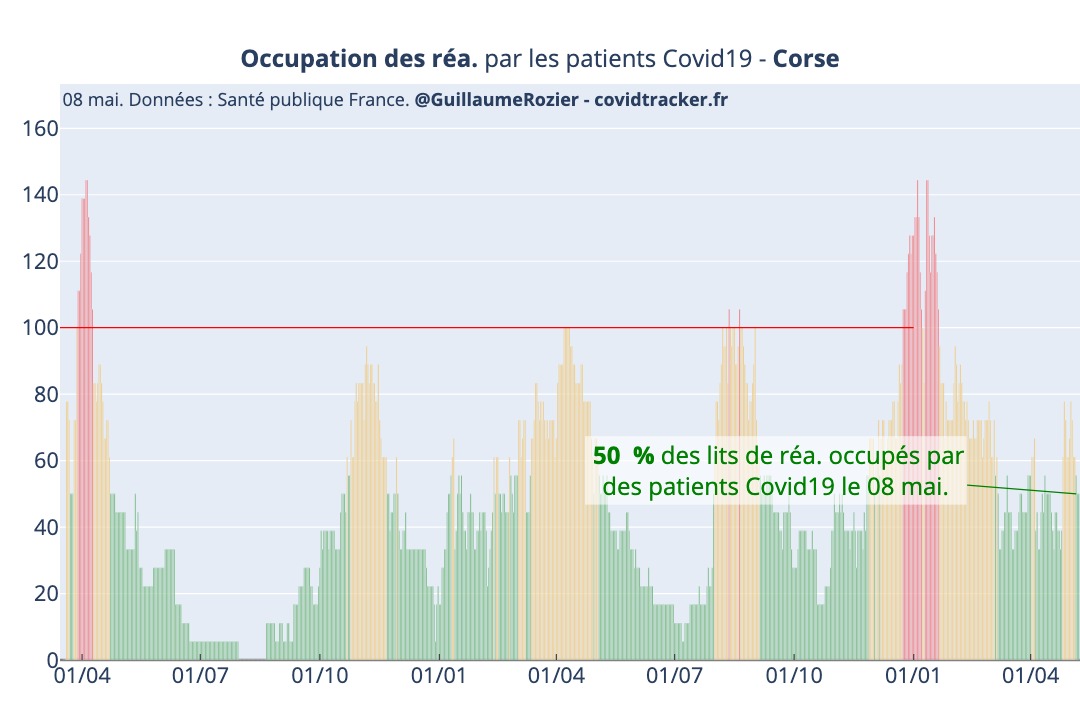 Occupation des réa. par les patients Covid19 - Corse
08 mai. Données : Santé publique France. @GuillaumeRozier - covidtracker.fr
160
140
120
100
80
60
40
20
0
50  % des lits de réa. occupés par
des patients Covid19 le 08 mai.
01/04 01/07 01/10 01/01 01/04 01/07 01/10 01/01 01/04